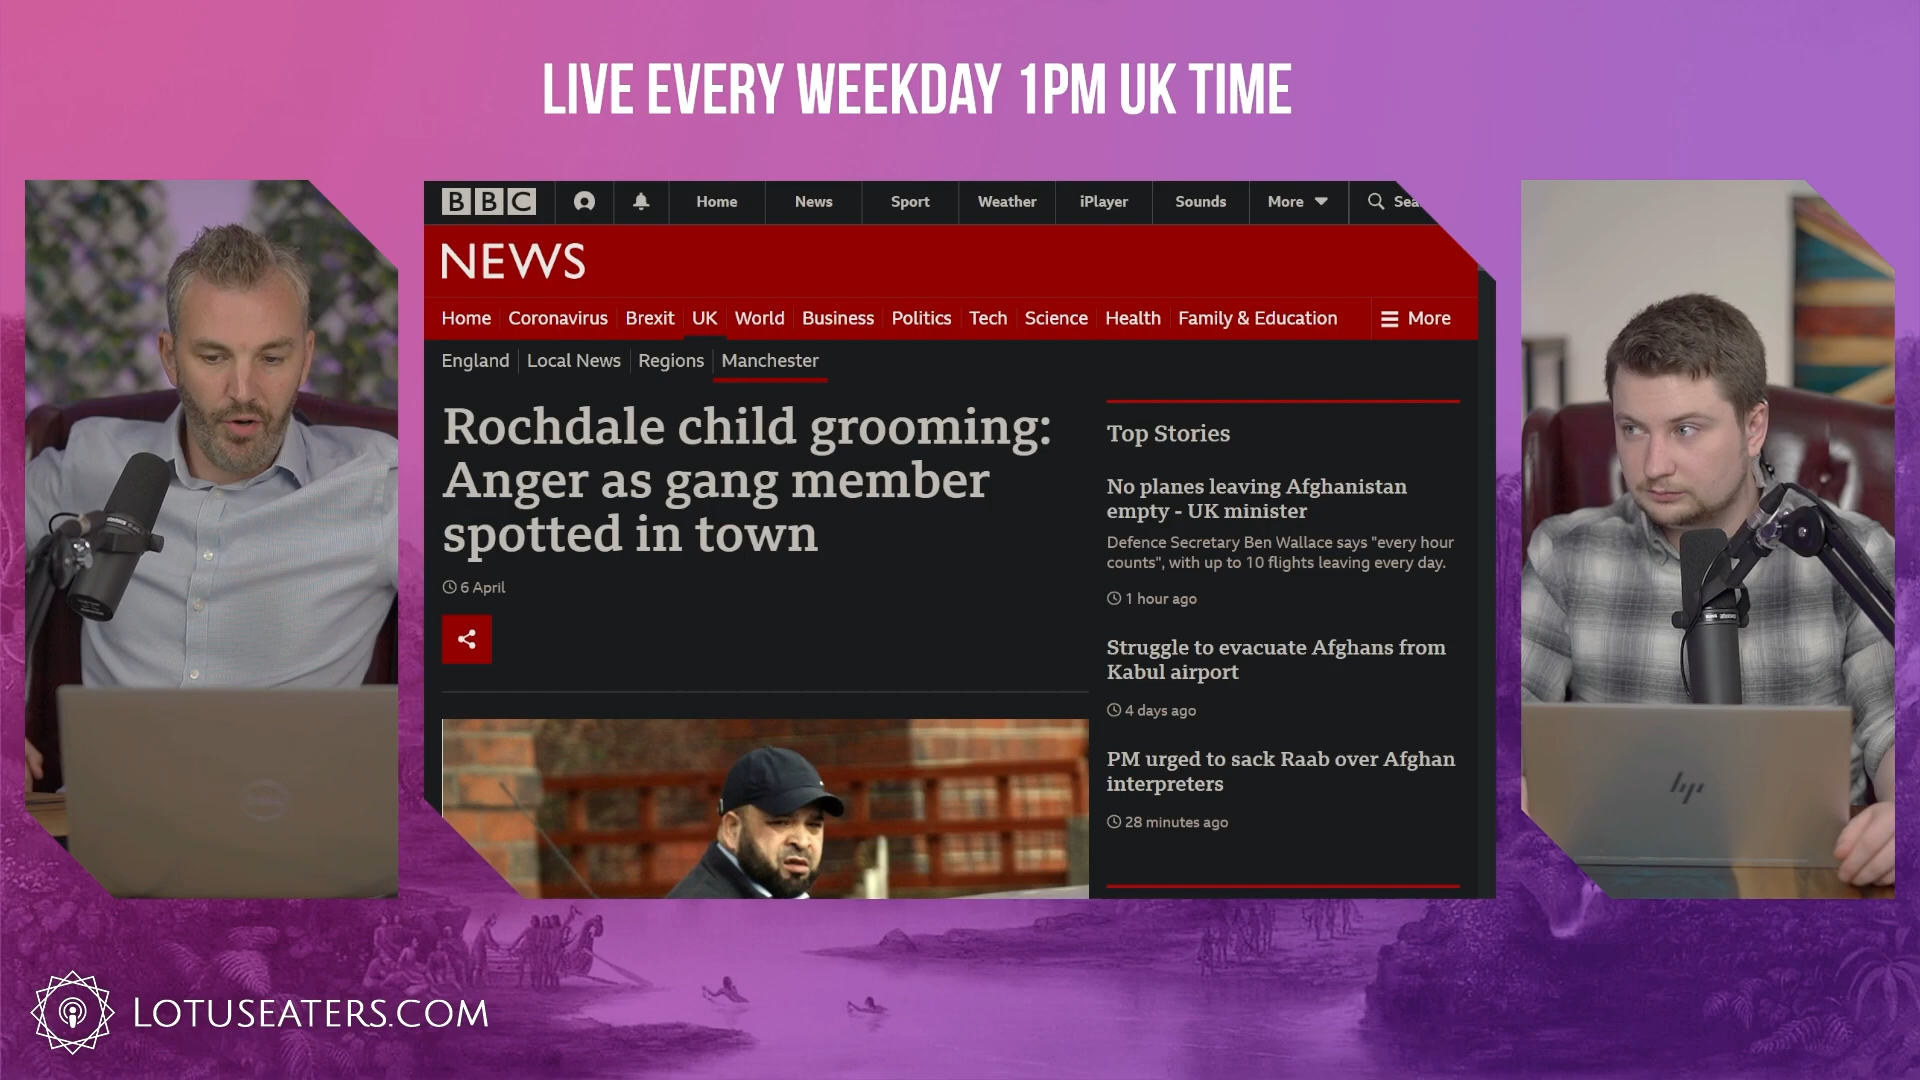 LIVE EVERY WEEKDAY 1PM UK TIME
BBC
Home
News
Sport
Weather
iPlayer
Sounds
More
Sea
NEWS
Home
Coronavirus
Brexit
UK
World
Business
Politics
Tech
Science
Health
Family & Education
More
England
Local News
Regions
Manchester
Rochdale child grooming:
Anger as gang member
spotted in town
6 April
Top Stories
No planes leaving Afghanistan
empty - UK minister
Defence Secretary Ben Wallace says "every hour
counts", with up to 10 flights leaving every day.
1 hour ago
Struggle to evacuate Afghans from
Kabul airport
4 days ago
PM urged to sack Raab over Afghan
interpreters
28 minutes ago
DELL
hp
LOTUSEATERS.COM